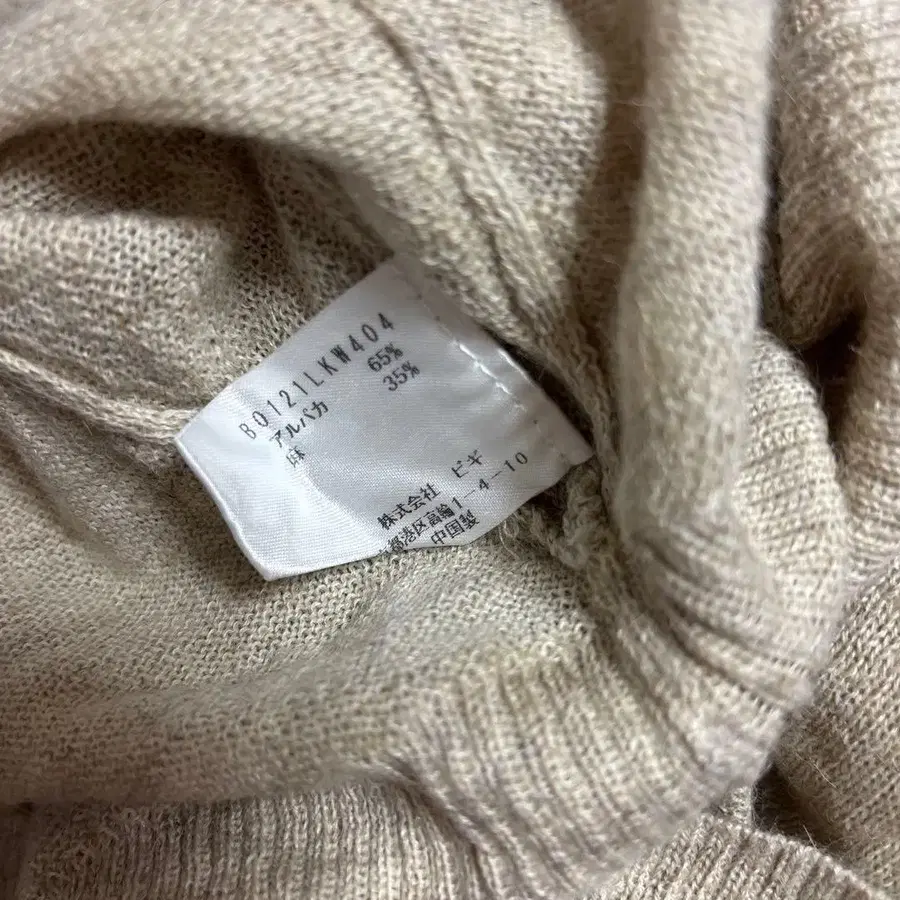 B0121LKW404
アルパカ 65%
麻 35%
株式会社 ビギ
都港区高輪1-4-10
中国製